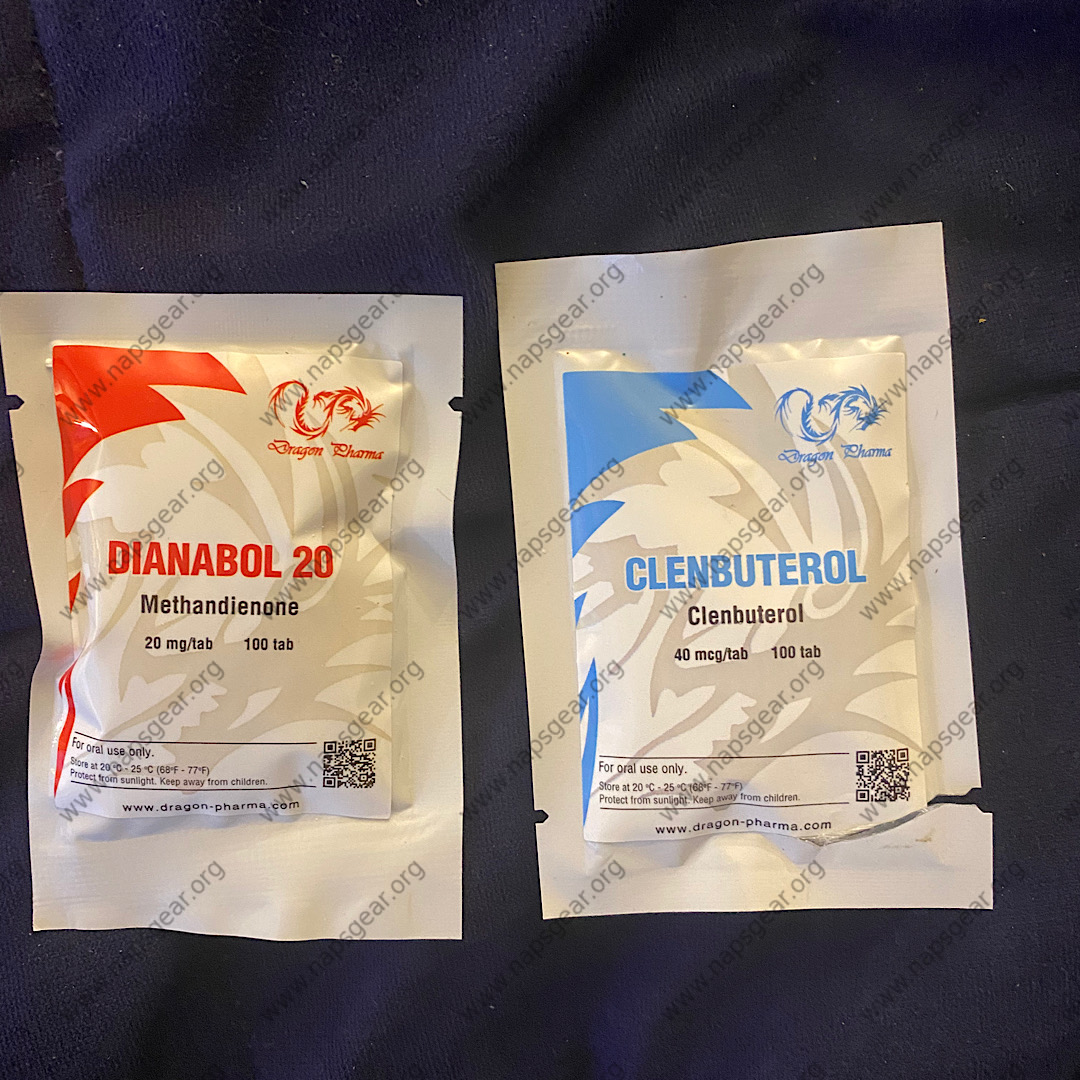 Dragon Pharma
DIANABOL 20
Methandienone
20 mg/tab 100 tab
For oral use only.
Store at 20 °C - 25 °C (68°F - 77°F)
Protect from sunlight. Keep away from children.
www.dragon-pharma.com
Dragon Pharma
CLENBUTEROL
Clenbuterol
40 mcg/tab 100 tab
For oral use only.
Store at 20 °C - 25 °C (68°F - 77°F)
Protect from sunlight. Keep away from children.
www.dragon-pharma.com
www.napsgear.org